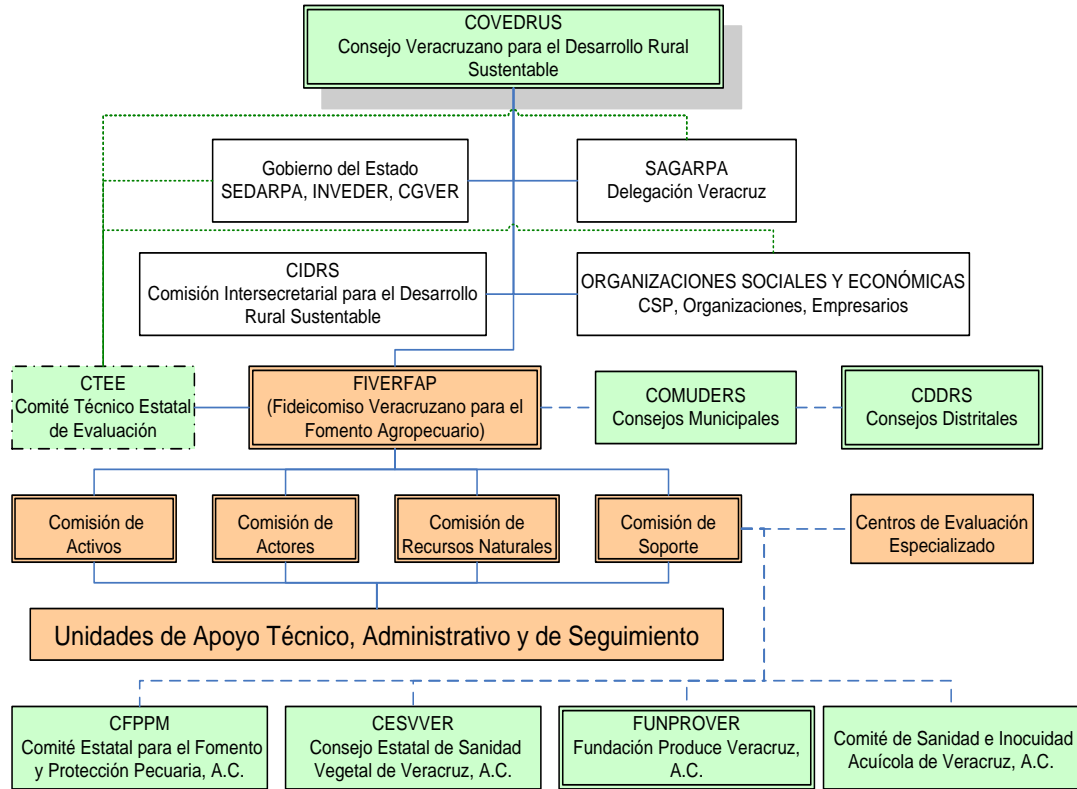 COVEDRUS
Consejo Veracruzano para el Desarrollo Rural
Sustentable
Gobierno del Estado
SEDARPA, INVEDER, CGVER
SAGARPA
Delegación Veracruz
CIDRS
Comisión Intersecretarial para el Desarrollo
Rural Sustentable
ORGANIZACIONES SOCIALES Y ECONÓMICAS
CSP, Organizaciones, Empresarios
CTEE
Comité Técnico Estatal
de Evaluación
FIVERFAP
(Fideicomiso Veracruzano para el
Fomento Agropecuario)
COMUDERS
Consejos Municipales
CDDRS
Consejos Distritales
Comisión de
Activos
Comisión de
Actores
Comisión de
Recursos Naturales
Comisión de
Soporte
Centros de Evaluación
Especializado
Unidades de Apoyo Técnico, Administrativo y de Seguimiento
CFPPM
Comité Estatal para el Fomento
y Protección Pecuaria, A.C.
CESVVER
Consejo Estatal de Sanidad
Vegetal de Veracruz, A.C.
FUNPROVER
Fundación Produce Veracruz,
A.C.
Comité de Sanidad e Inocuidad
Acuícola de Veracruz, A.C.